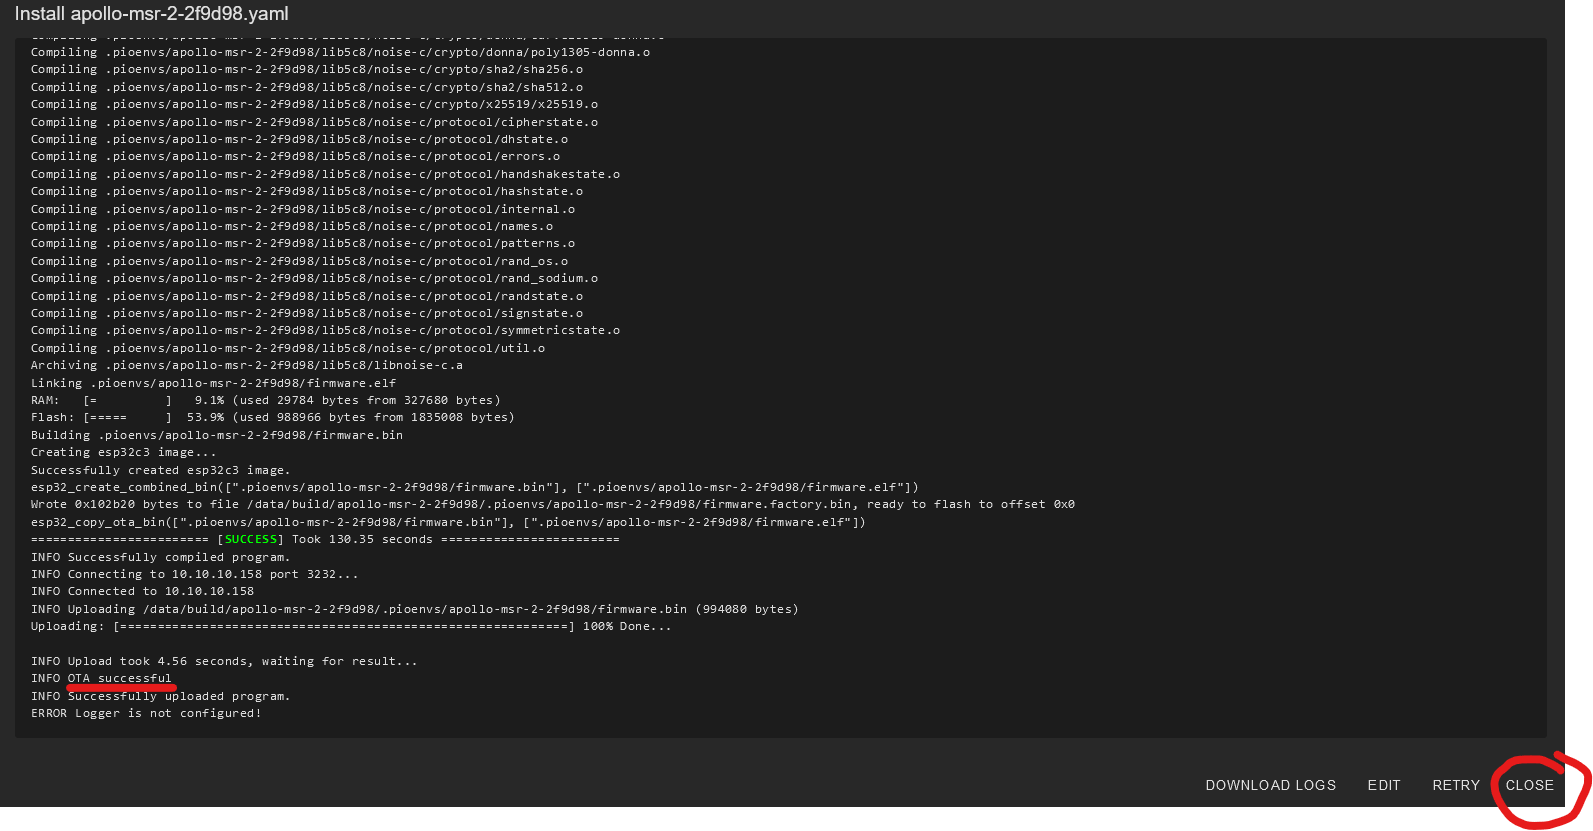 Install apollo-msr-2-2f9d98.yaml
Compiling .pioenvs/apollo-msr-2-2f9d98/lib5c8/noise-c/crypto/donna/poly1305-donna.o
Compiling .pioenvs/apollo-msr-2-2f9d98/lib5c8/noise-c/crypto/sha2/sha256.o
Compiling .pioenvs/apollo-msr-2-2f9d98/lib5c8/noise-c/crypto/sha2/sha512.o
Compiling .pioenvs/apollo-msr-2-2f9d98/lib5c8/noise-c/crypto/x25519/x25519.o
Compiling .pioenvs/apollo-msr-2-2f9d98/lib5c8/noise-c/protocol/cipherstate.o
Compiling .pioenvs/apollo-msr-2-2f9d98/lib5c8/noise-c/protocol/dhstate.o
Compiling .pioenvs/apollo-msr-2-2f9d98/lib5c8/noise-c/protocol/errors.o
Compiling .pioenvs/apollo-msr-2-2f9d98/lib5c8/noise-c/protocol/handshakestate.o
Compiling .pioenvs/apollo-msr-2-2f9d98/lib5c8/noise-c/protocol/hashstate.o
Compiling .pioenvs/apollo-msr-2-2f9d98/lib5c8/noise-c/protocol/internal.o
Compiling .pioenvs/apollo-msr-2-2f9d98/lib5c8/noise-c/protocol/names.o
Compiling .pioenvs/apollo-msr-2-2f9d98/lib5c8/noise-c/protocol/patterns.o
Compiling .pioenvs/apollo-msr-2-2f9d98/lib5c8/noise-c/protocol/rand_os.o
Compiling .pioenvs/apollo-msr-2-2f9d98/lib5c8/noise-c/protocol/rand_sodium.o
Compiling .pioenvs/apollo-msr-2-2f9d98/lib5c8/noise-c/protocol/randstate.o
Compiling .pioenvs/apollo-msr-2-2f9d98/lib5c8/noise-c/protocol/signstate.o
Compiling .pioenvs/apollo-msr-2-2f9d98/lib5c8/noise-c/protocol/symmetricstate.o
Compiling .pioenvs/apollo-msr-2-2f9d98/lib5c8/noise-c/protocol/util.o
Archiving .pioenvs/apollo-msr-2-2f9d98/lib5c8/libnoise-c.a
Linking .pioenvs/apollo-msr-2-2f9d98/firmware.elf
RAM:   [=         ]   9.1% (used 29784 bytes from 327680 bytes)
Flash: [=====     ]  53.9% (used 988966 bytes from 1835008 bytes)
Building .pioenvs/apollo-msr-2-2f9d98/firmware.bin
Creating esp32c3 image...
Successfully created esp32c3 image.
esp32_create_combined_bin([".pioenvs/apollo-msr-2-2f9d98/firmware.bin"], [".pioenvs/apollo-msr-2-2f9d98/firmware.elf"])
Wrote 0x102b20 bytes to file /data/build/apollo-msr-2-2f9d98/.pioenvs/apollo-msr-2-2f9d98/firmware.factory.bin, ready to flash to offset 0x0
esp32_copy_ota_bin([".pioenvs/apollo-msr-2-2f9d98/firmware.bin"], [".pioenvs/apollo-msr-2-2f9d98/firmware.elf"])
======================== [SUCCESS] Took 130.35 seconds ========================
INFO Successfully compiled program.
INFO Connecting to 10.10.10.158 port 3232...
INFO Connected to 10.10.10.158
INFO Uploading /data/build/apollo-msr-2-2f9d98/.pioenvs/apollo-msr-2-2f9d98/firmware.bin (994080 bytes)
Uploading: [============================================================] 100% Done...
INFO Upload took 4.56 seconds, waiting for result...
INFO OTA successful
INFO Successfully uploaded program.
ERROR Logger is not configured!
DOWNLOAD LOGS EDIT RETRY CLOSE